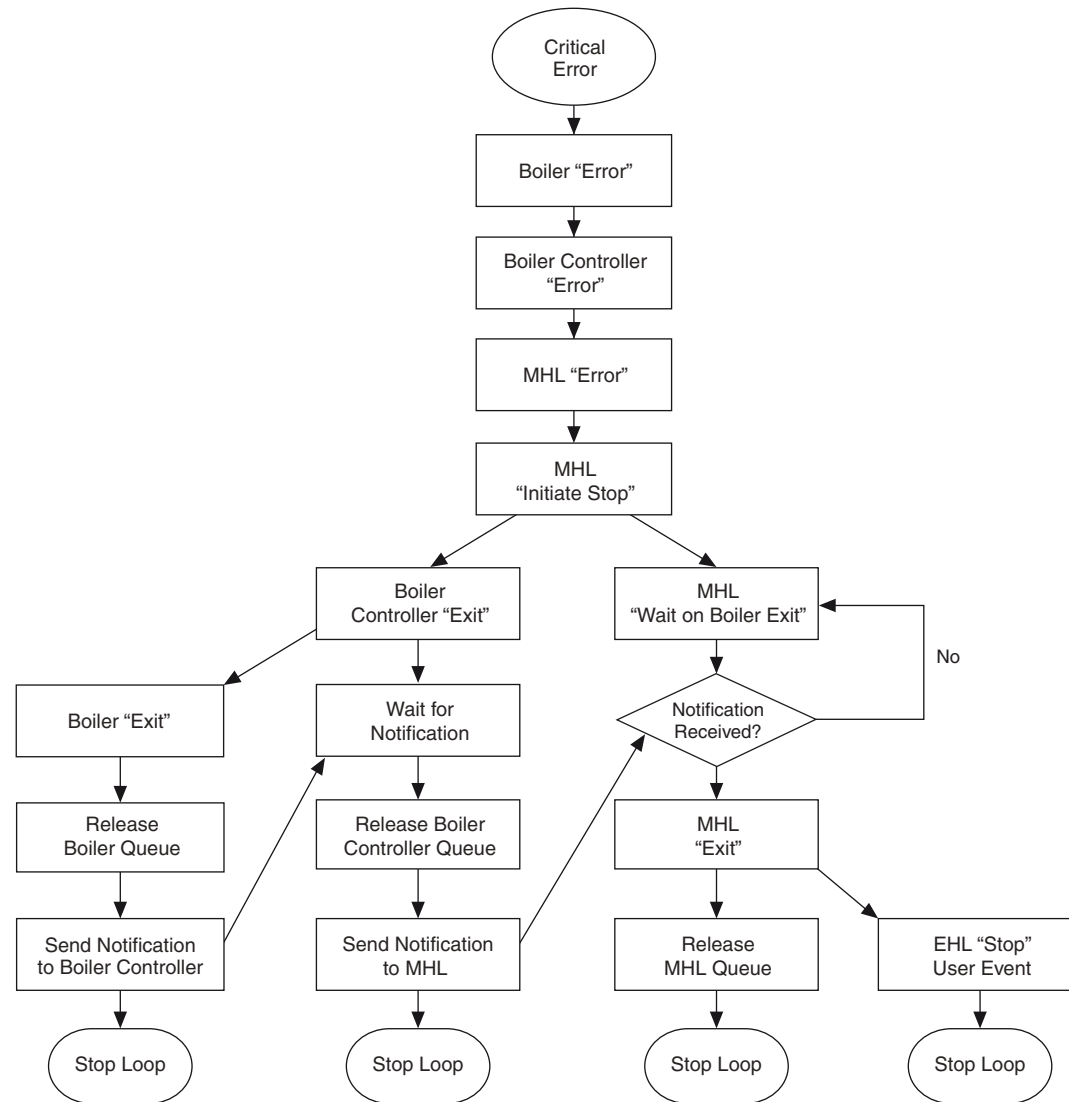 Critical
Error
Boiler “Error”
Boiler Controller
“Error”
MHL “Error”
MHL
“Initiate Stop”
Boiler
Controller “Exit”
MHL
“Wait on Boiler Exit”
No
Boiler “Exit”
Wait for
Notification
Notification
Received?
Release
Boiler Queue
Release Boiler
Controller Queue
MHL
“Exit”
Send Notification
to Boiler Controller
Send Notification
to MHL
Release
MHL Queue
EHL “Stop”
User Event
Stop Loop
Stop Loop
Stop Loop
Stop Loop